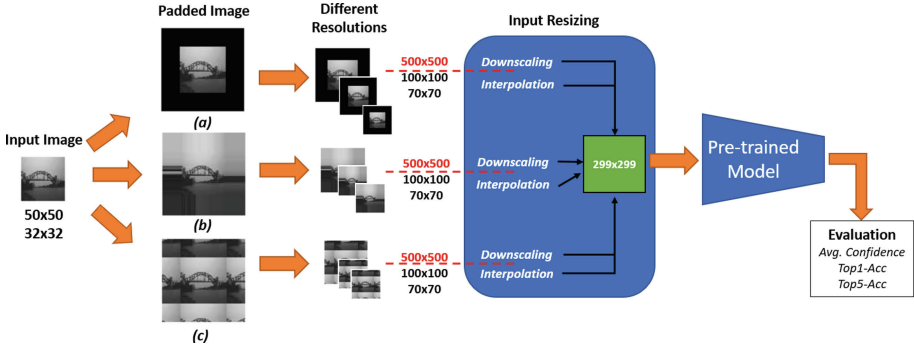 Padded Image
Different
Resolutions
Input Resizing
Input Image
50x50
32x32
(a)
(b)
(c)
500x500
100x100
70x70
500x500
100x100
70x70
500x500
100x100
70x70
Downscaling
Interpolation
Downscaling
Interpolation
Downscaling
Interpolation
299x299
Pre-trained
Model
Evaluation
Avg. Confidence
Top1-Acc
Top5-Acc